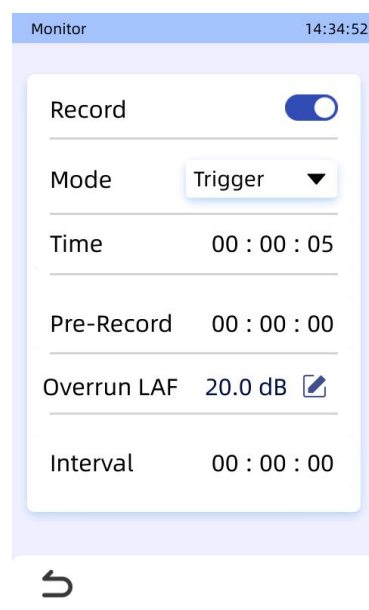 Monitor 14:34:52
Record
Mode Trigger
Time 00 : 00 : 05
Pre-Record 00 : 00 : 00
Overrun LAF 20.0 dB
Interval 00 : 00 : 00